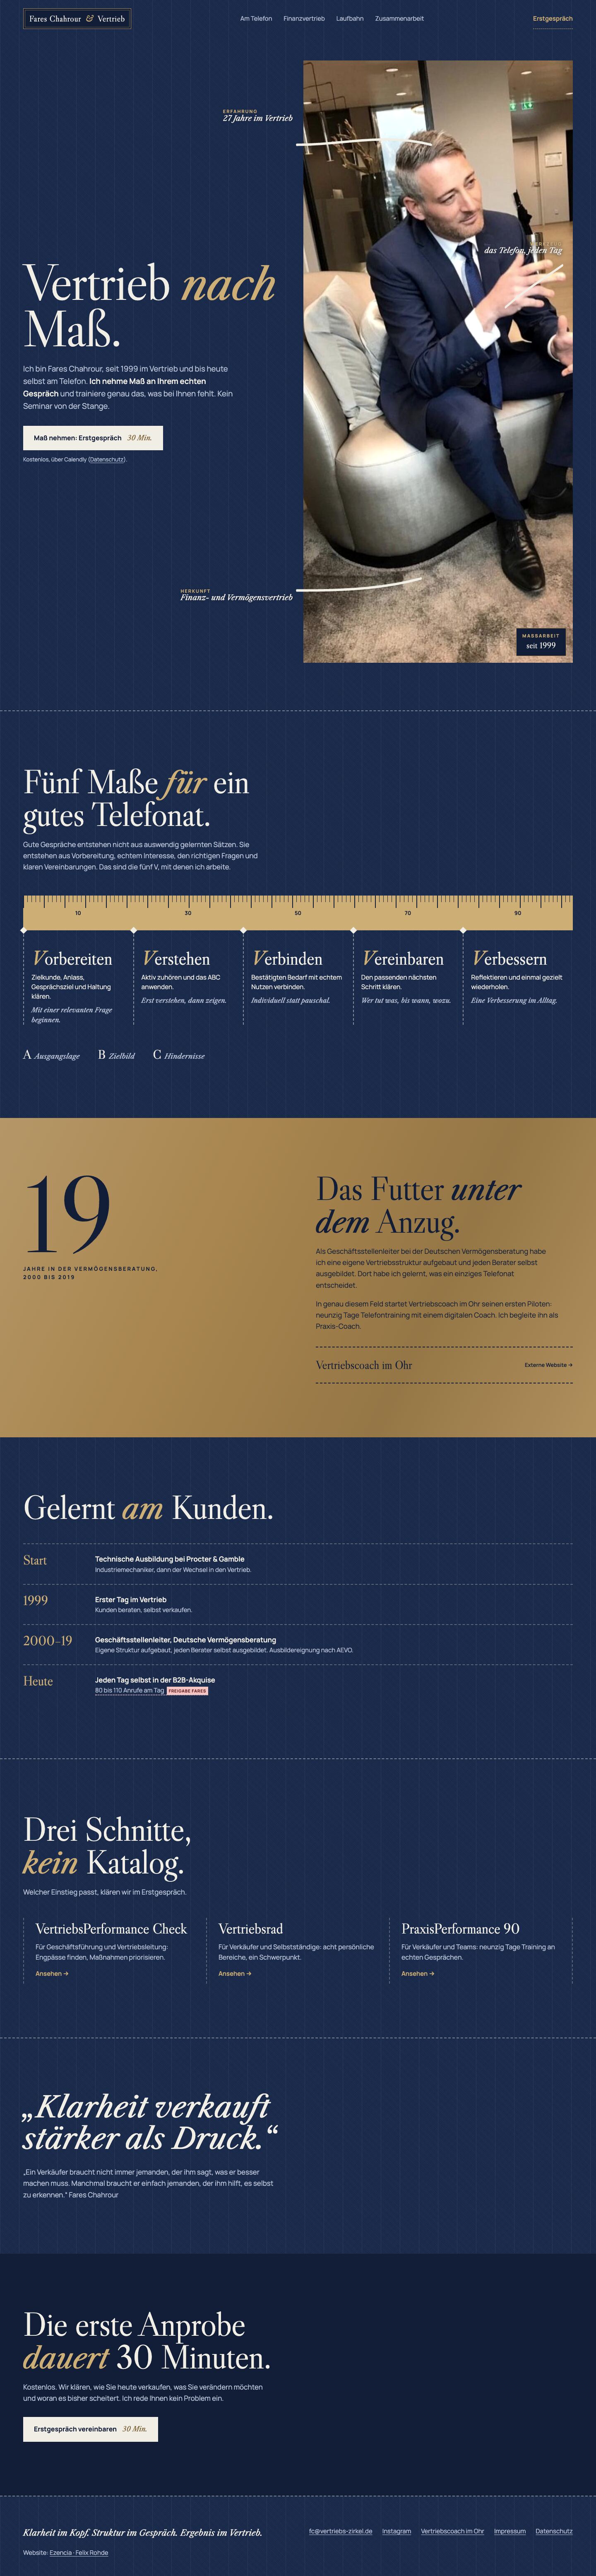 Fares Chahrour & Vertrieb
Am Telefon
Finanzvertrieb
Laufbahn
Zusammenarbeit
Erstgespräch
ERFAHRUNG
27 Jahre im Vertrieb
das Telefon, jeden Tag
Vertrieb nach
Maß.
Ich bin Fares Chahrour, seit 1999 im Vertrieb und bis heute
selbst am Telefon. Ich nehme Maß an Ihrem echten
Gespräch und trainiere genau das, was bei Ihnen fehlt. Kein
Seminar von der Stange.
Maß nehmen: Erstgespräch 30 Min.
Kostenlos, über Calendly (Datenschutz).
HERKUNFT
Finanz- und Vermögensvertrieb
MASSARBEIT
seit 1999
Fünf Maße für ein
gutes Telefonat.
Gute Gespräche entstehen nicht aus auswendig gelernten Sätzen. Sie
entstehen aus Vorbereitung, echtem Interesse, den richtigen Fragen und
klaren Vereinbarungen. Das sind die fünf V, mit denen ich arbeite.
10 30 50 70 90
Vorbereiten
Zielkunde, Anlass,
Gesprächsziel und Haltung
klären.
Mit einer relevanten Frage
beginnen.
Verstehen
Aktiv zuhören und das ABC
anwenden.
Erst verstehen, dann zeigen.
Verbinden
Bestätigten Bedarf mit echtem
Nutzen verbinden.
Individuell statt pauschal.
Vereinbaren
Den passenden nächsten
Schritt klären.
Wer tut was, bis wann, wozu.
Verbessern
Reflektieren und einmal gezielt
wiederholen.
Eine Verbesserung im Alltag.
A Ausgangslage
B Zielbild
C Hindernisse
19
JAHRE IN DER VERMÖGENSBERATUNG,
2000 BIS 2019
Das Futter unter
dem Anzug.
Als Geschäftsstellenleiter bei der Deutschen Vermögensberatung habe
ich eine eigene Vertriebsstruktur aufgebaut und jeden Berater selbst
ausgebildet. Dort habe ich gelernt, was ein einziges Telefonat
entscheidet.
In genau diesem Feld startet Vertriebscoach im Ohr seinen ersten Piloten:
neunzig Tage Telefontraining mit einem digitalen Coach. Ich begleite ihn als
Praxis-Coach.
Vertriebscoach im Ohr
Externe Website →
Gelernt am Kunden.
Start
Technische Ausbildung bei Procter & Gamble
Industriemechaniker, dann der Wechsel in den Vertrieb.
1999
Erster Tag im Vertrieb
Kunden beraten, selbst verkaufen.
2000–19
Geschäftsstellenleiter, Deutsche Vermögensberatung
Eigene Struktur aufgebaut, jeden Berater selbst ausgebildet. Ausbildereignung nach AEVO.
Heute
Jeden Tag selbst in der B2B-Akquise
80 bis 110 Anrufe am Tag FREIGABE FARES
Drei Schritte,
kein Katalog.
Welcher Einstieg passt, klären wir im Erstgespräch.
VertriebsPerformance Check
Für Geschäftsführung und Vertriebsleitung:
Engpässe finden, Maßnahmen priorisieren.
Ansehen →
Vertriebsrad
Für Verkäufer und Selbstständige: acht persönliche
Bereiche, ein Schwerpunkt.
Ansehen →
PraxisPerformance 90
Für Verkäufer und Teams: neunzig Tage Training an
echten Gesprächen.
Ansehen →
„Klarheit verkauft
stärker als Druck.“
„Ein Verkäufer braucht nicht immer jemanden, der ihm sagt, was er besser
machen muss. Manchmal braucht er einfach jemanden, der ihm hilft, es selbst
zu erkennen.“ Fares Chahrour
Die erste Anprobe
dauert 30 Minuten.
Kostenlos. Wir klären, wie Sie heute verkaufen, was Sie verändern möchten
und woran es bisher scheitert. Ich rede Ihnen kein Problem ein.
Erstgespräch vereinbaren 30 Min.
Klarheit im Kopf. Struktur im Gespräch. Ergebnis im Vertrieb.
fc@vertriebs-zirkel.de
Instagram
Vertriebscoach im Ohr
Impressum
Datenschutz
Website: Ezencia · Felix Rohde